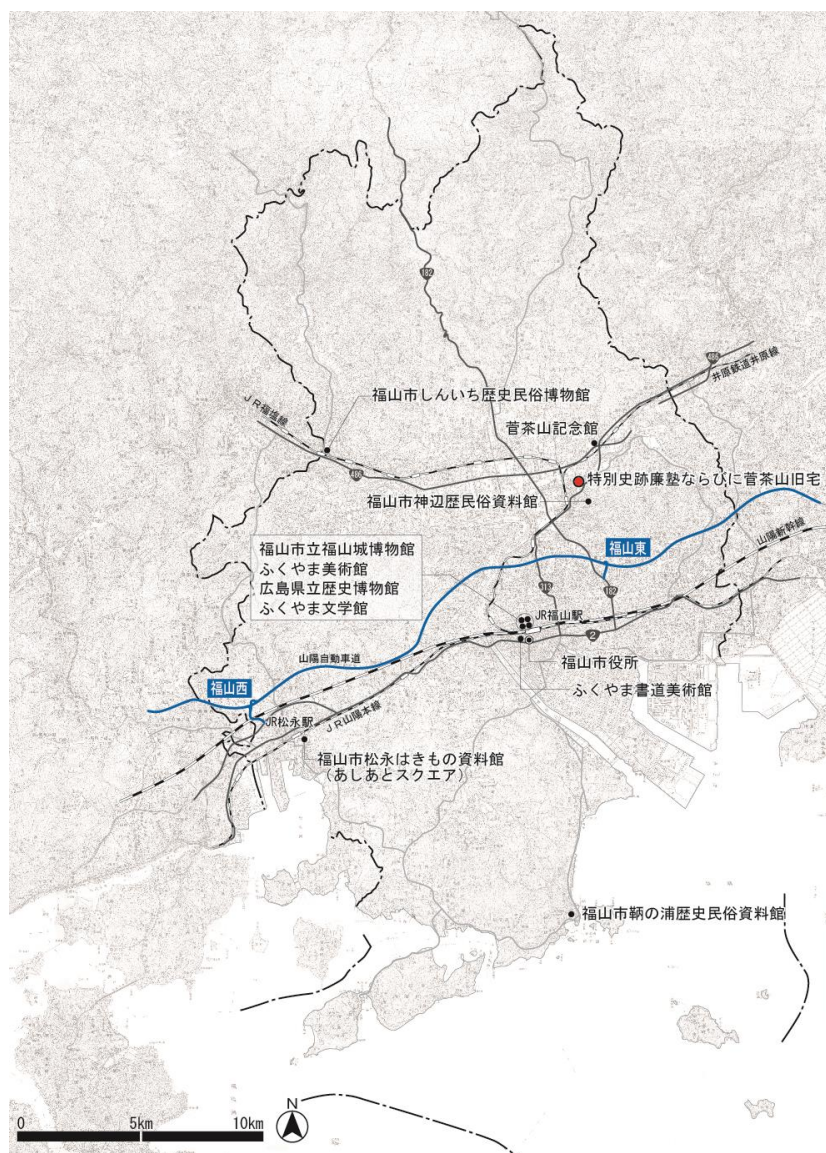 182
486
井原鉄道井原線
JR福塩線
福山市しんいち歴史民俗博物館
菅茶山記念館
486
特別史跡廉塾ならびに菅茶山旧宅
福山市神辺歴民俗資料館
福山東
山陽新幹線
福山市立福山城博物館
ふくやま美術館
広島県立歴史博物館
ふくやま文学館
313
182
JR福山駅
2
山陽自動車道
福山市役所
福山西
ふくやま書道美術館
JR松永駅
JR山陽本線
福山市松永はきもの資料館
(あしあとスクエア)
福山市鞆の浦歴史民俗資料館
N
0 5km 10km